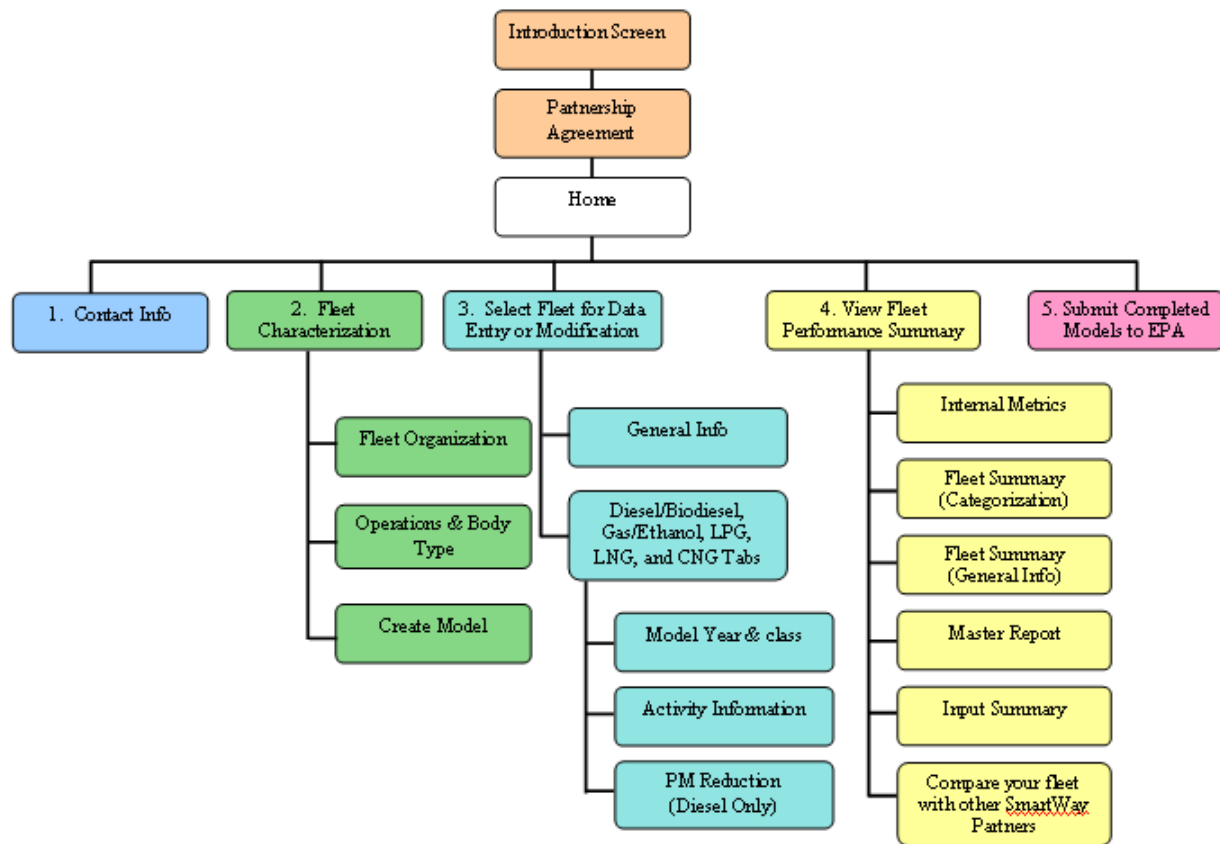 Introduction Screen
Partnership
Agreement
Home
1. Contact Info
2. Fleet
Characterization
3. Select Fleet for Data
Entry or Modification
4. View Fleet
Performance Summary
5. Submit Completed
Models to EPA
Fleet Organization
Operations & Body
Type
Create Model
General Info
Diesel/Biodiesel,
Gas/Ethanol, LPG,
LNG, and CNG Tabs
Model Year & class
Activity Information
PM Reduction
(Diesel Only)
Internal Metrics
Fleet Summary
(Categorization)
Fleet Summary
(General Info)
Master Report
Input Summary
Compare your fleet
with other SmartWay
Partners